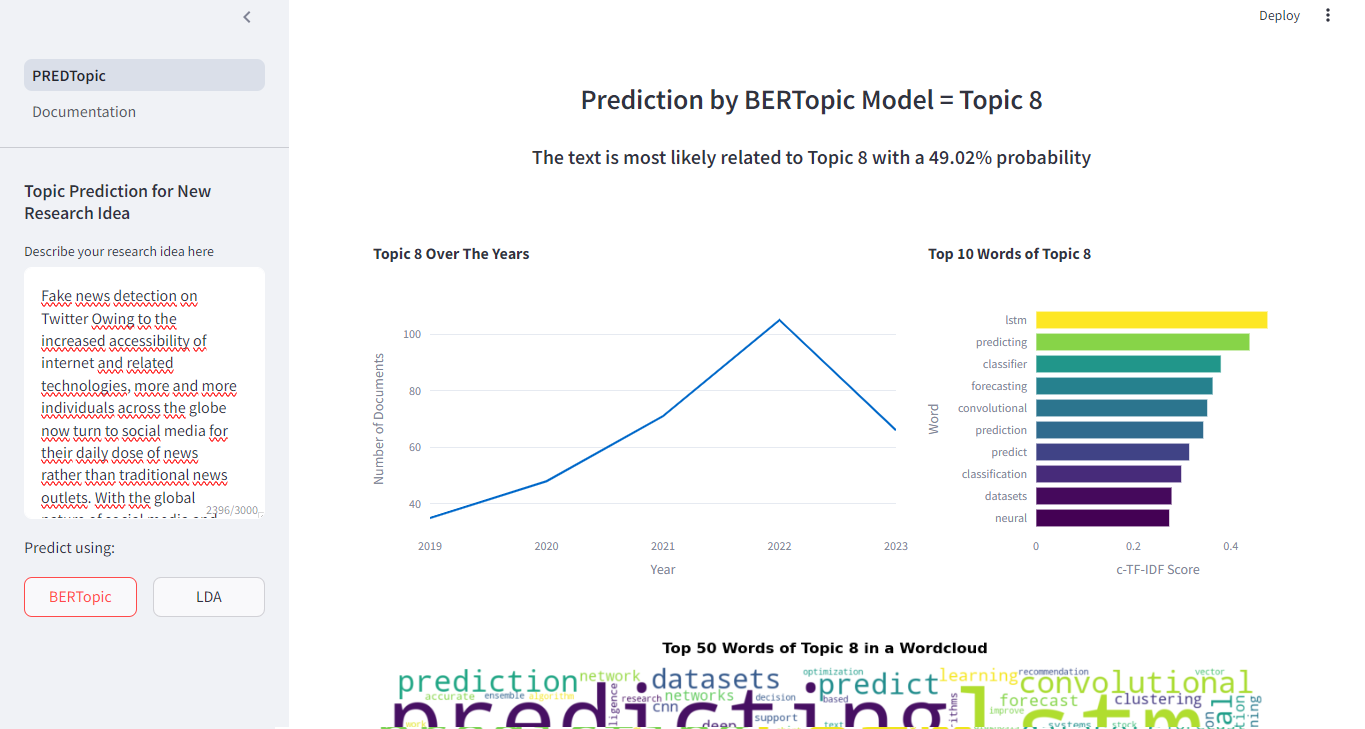 Deploy
PREDTopic
Documentation
Topic Prediction for New
Research Idea
Describe your research idea here
Fake news detection on
Twitter Owing to the
increased accessibility of
internet and related
technologies, more and more
individuals across the globe
now turn to social media for
their daily dose of news
rather than traditional news
outlets. With the global
nature of social media and
2396/3000
Predict using:
BERTopic
LDA
Prediction by BERTopic Model = Topic 8
The text is most likely related to Topic 8 with a 49.02% probability
Topic 8 Over The Years
Number of Documents
100
80
60
40
2019
2020
2021
2022
2023
Year
Top 10 Words of Topic 8
Word
lstm
predicting
classifier
forecasting
convolutional
prediction
predict
classification
datasets
neural
0
0.2
0.4
c-TF-IDF Score
Top 50 Words of Topic 8 in a Wordcloud
prediction
network
datasets
optimization
predict
learning
recommendation
convolutional
vector
accurate
ensemble
research
networks
decision
based
forecast
clustering
cnn
improve
predicting
lstm
deep
support
text
systems
stock
work